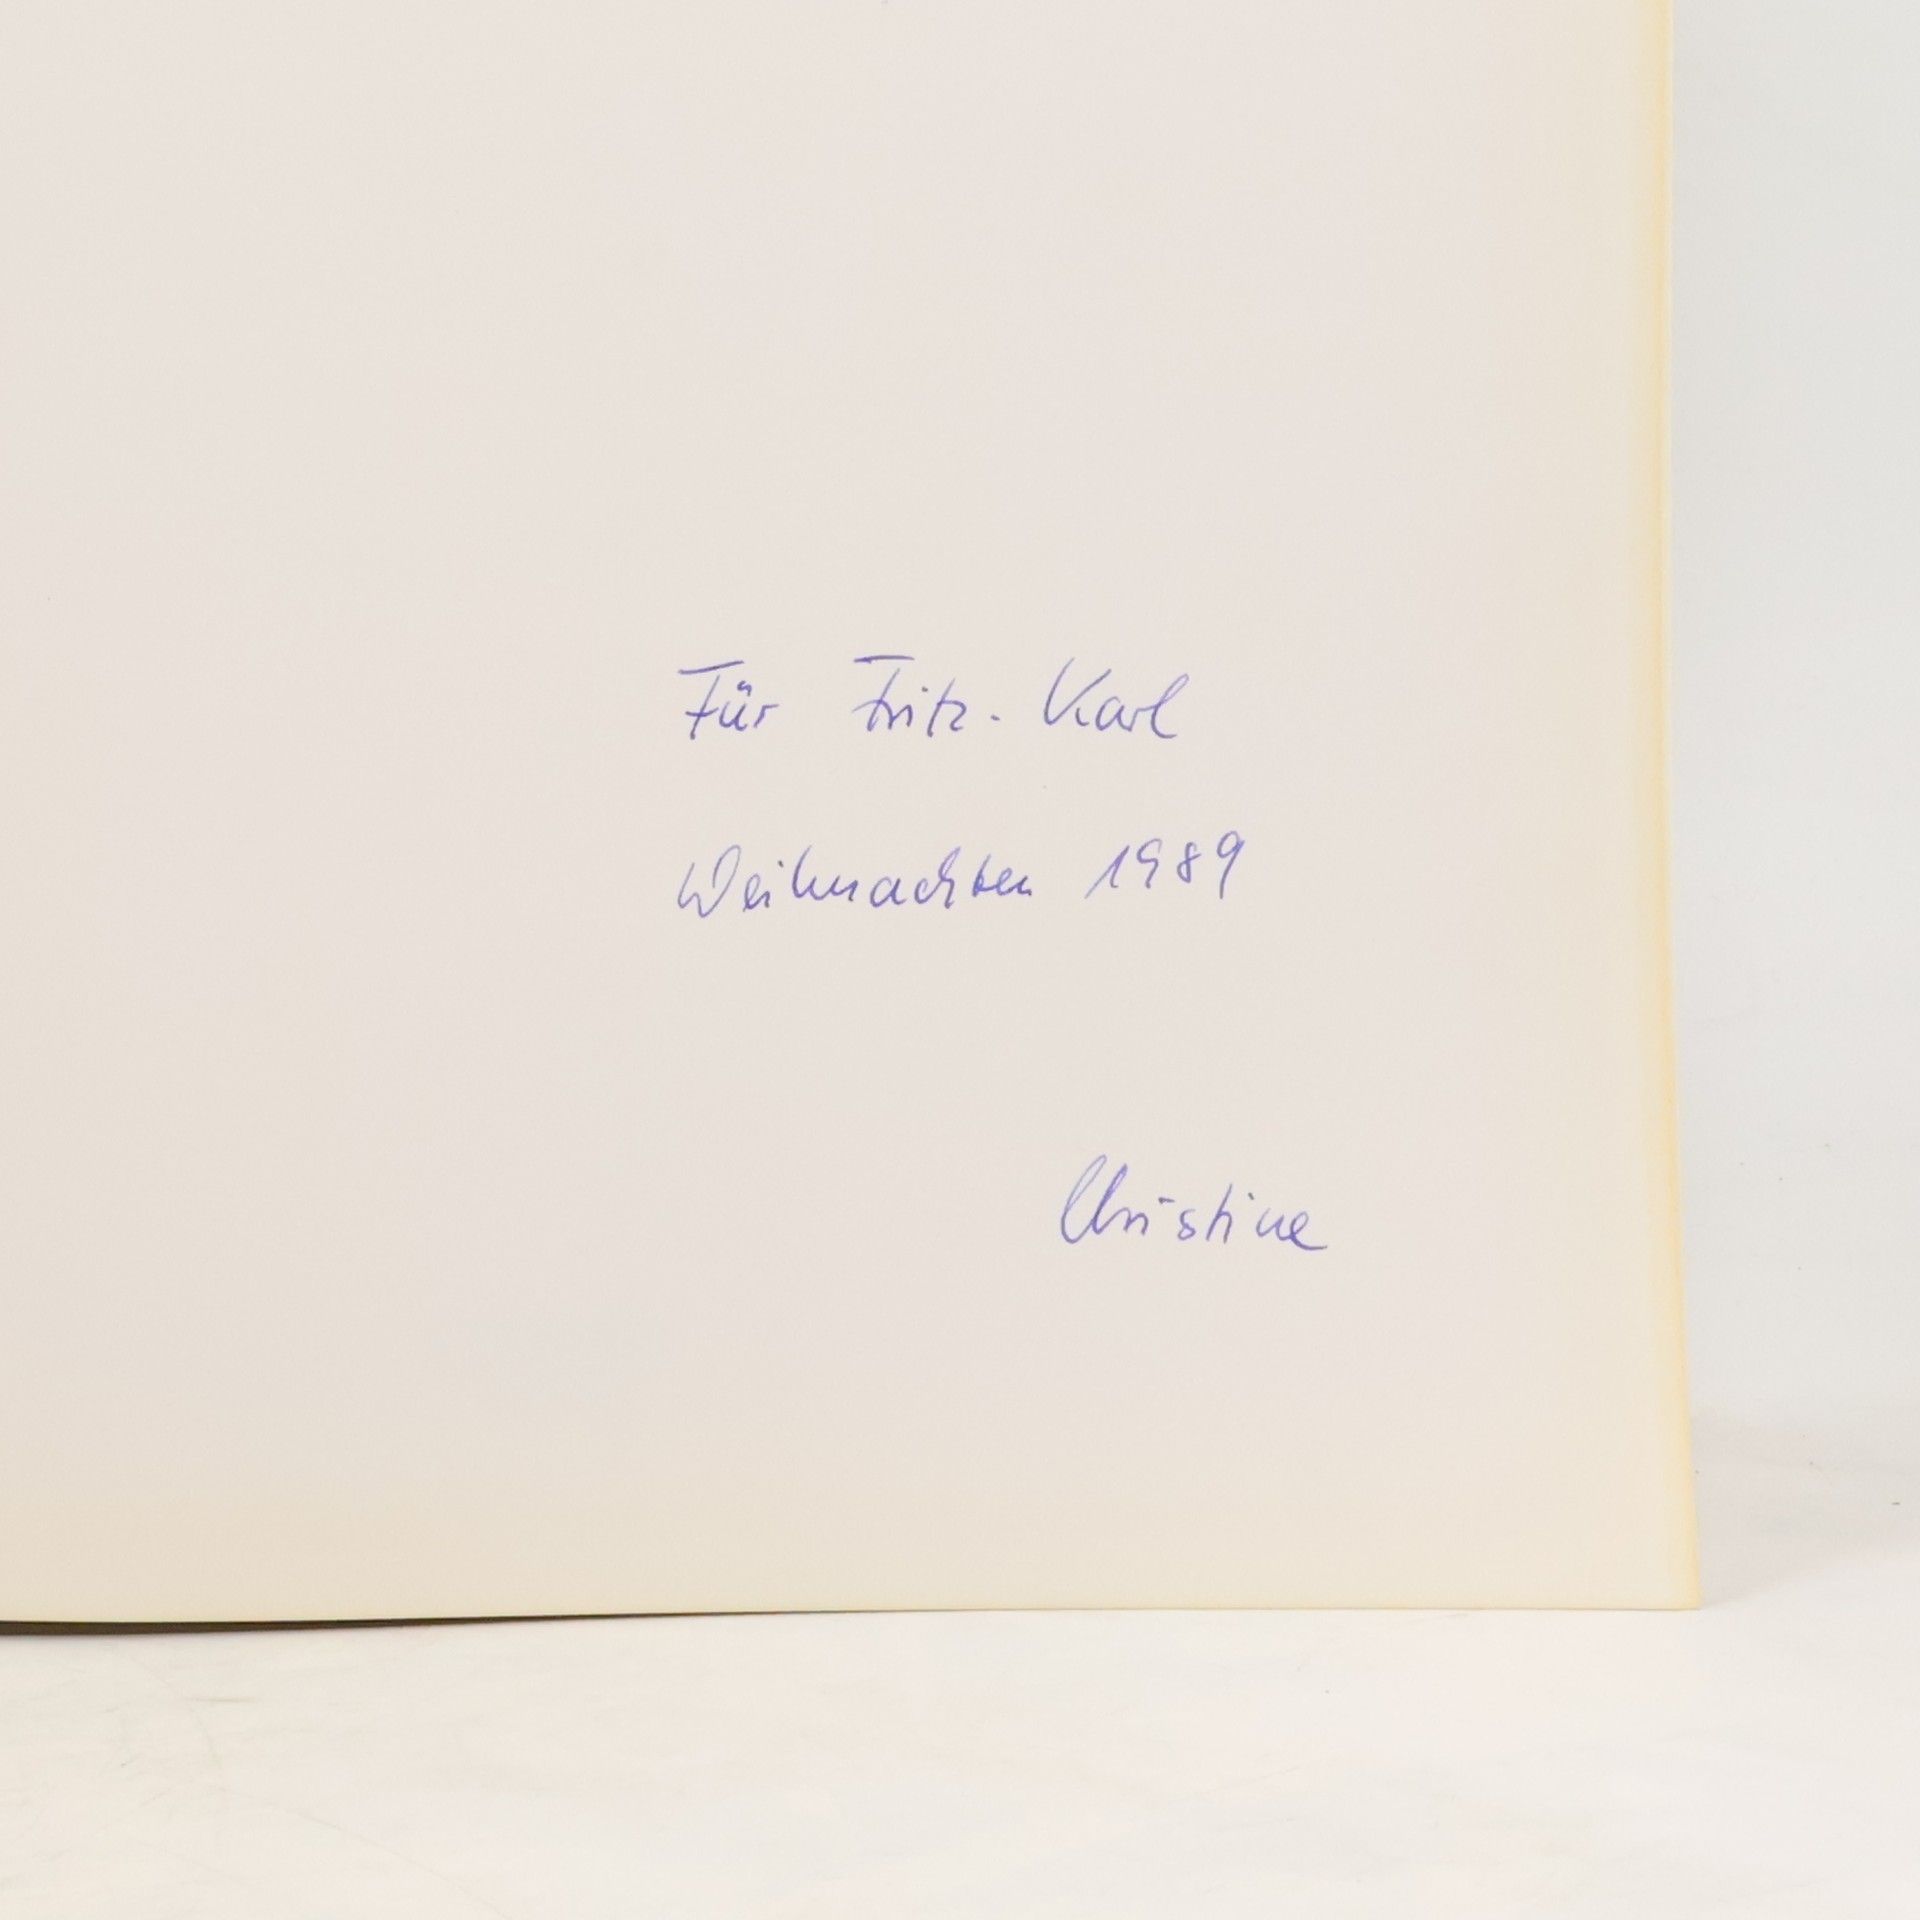 Für Fritz-Karl
Weihnachten 1989
Christine